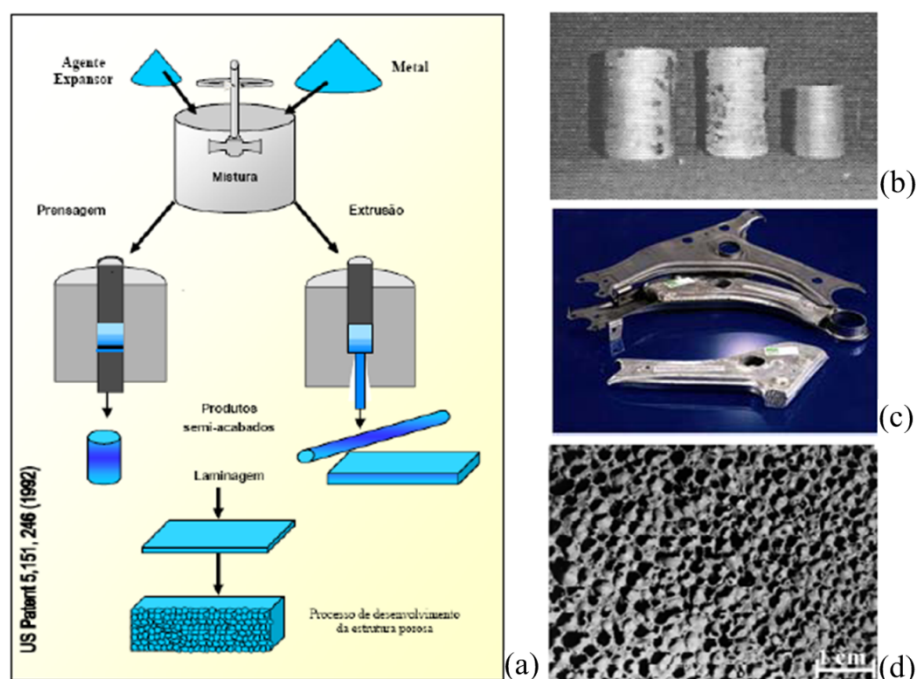 Agente
Expansor
Metal
Mistura
Prensagem
Extrusão
Produtos
semi-acabados
Laminagem
Processo de desenvolvimento
da estrutura porosa
US Patent 5,151, 246 (1992)
(a)
(b)
(c)
1 cm
(d)